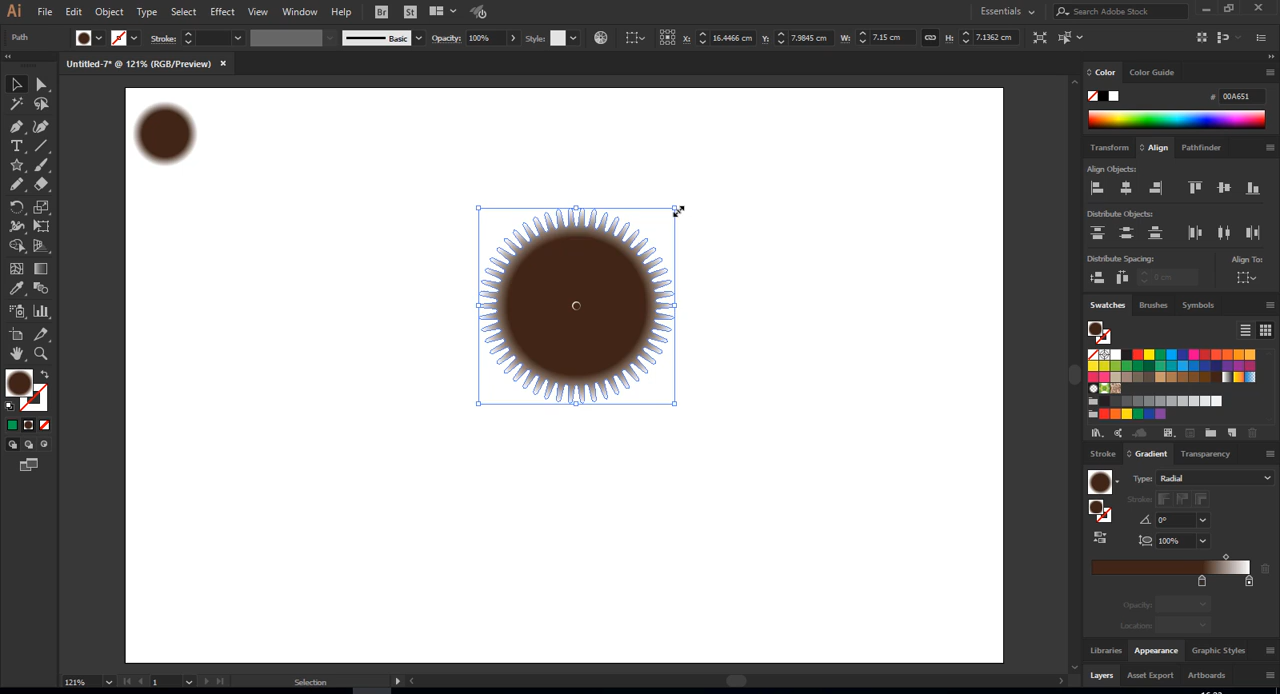 Ai File Edit Object Type Select Effect View Window Help Br St Essentials Search Adobe Stock
Path Stroke: Basic Opacity: 100% Style: X: 16.4466 cm Y: 7.9845 cm W: 7.15 cm H: 7.1362 cm
Untitled-7* @ 121% (RGB/Preview) ×
Color Color Guide
# 00A651
Transform Align Pathfinder
Align Objects:
Distribute Objects:
Distribute Spacing: Align To:
0 cm
Swatches Brushes Symbols
Stroke Gradient Transparency
Type: Radial
Stroke:
0°
100%
Opacity:
Location:
Libraries Appearance Graphic Styles
Layers Asset Export Artboards
121% 1 Selection